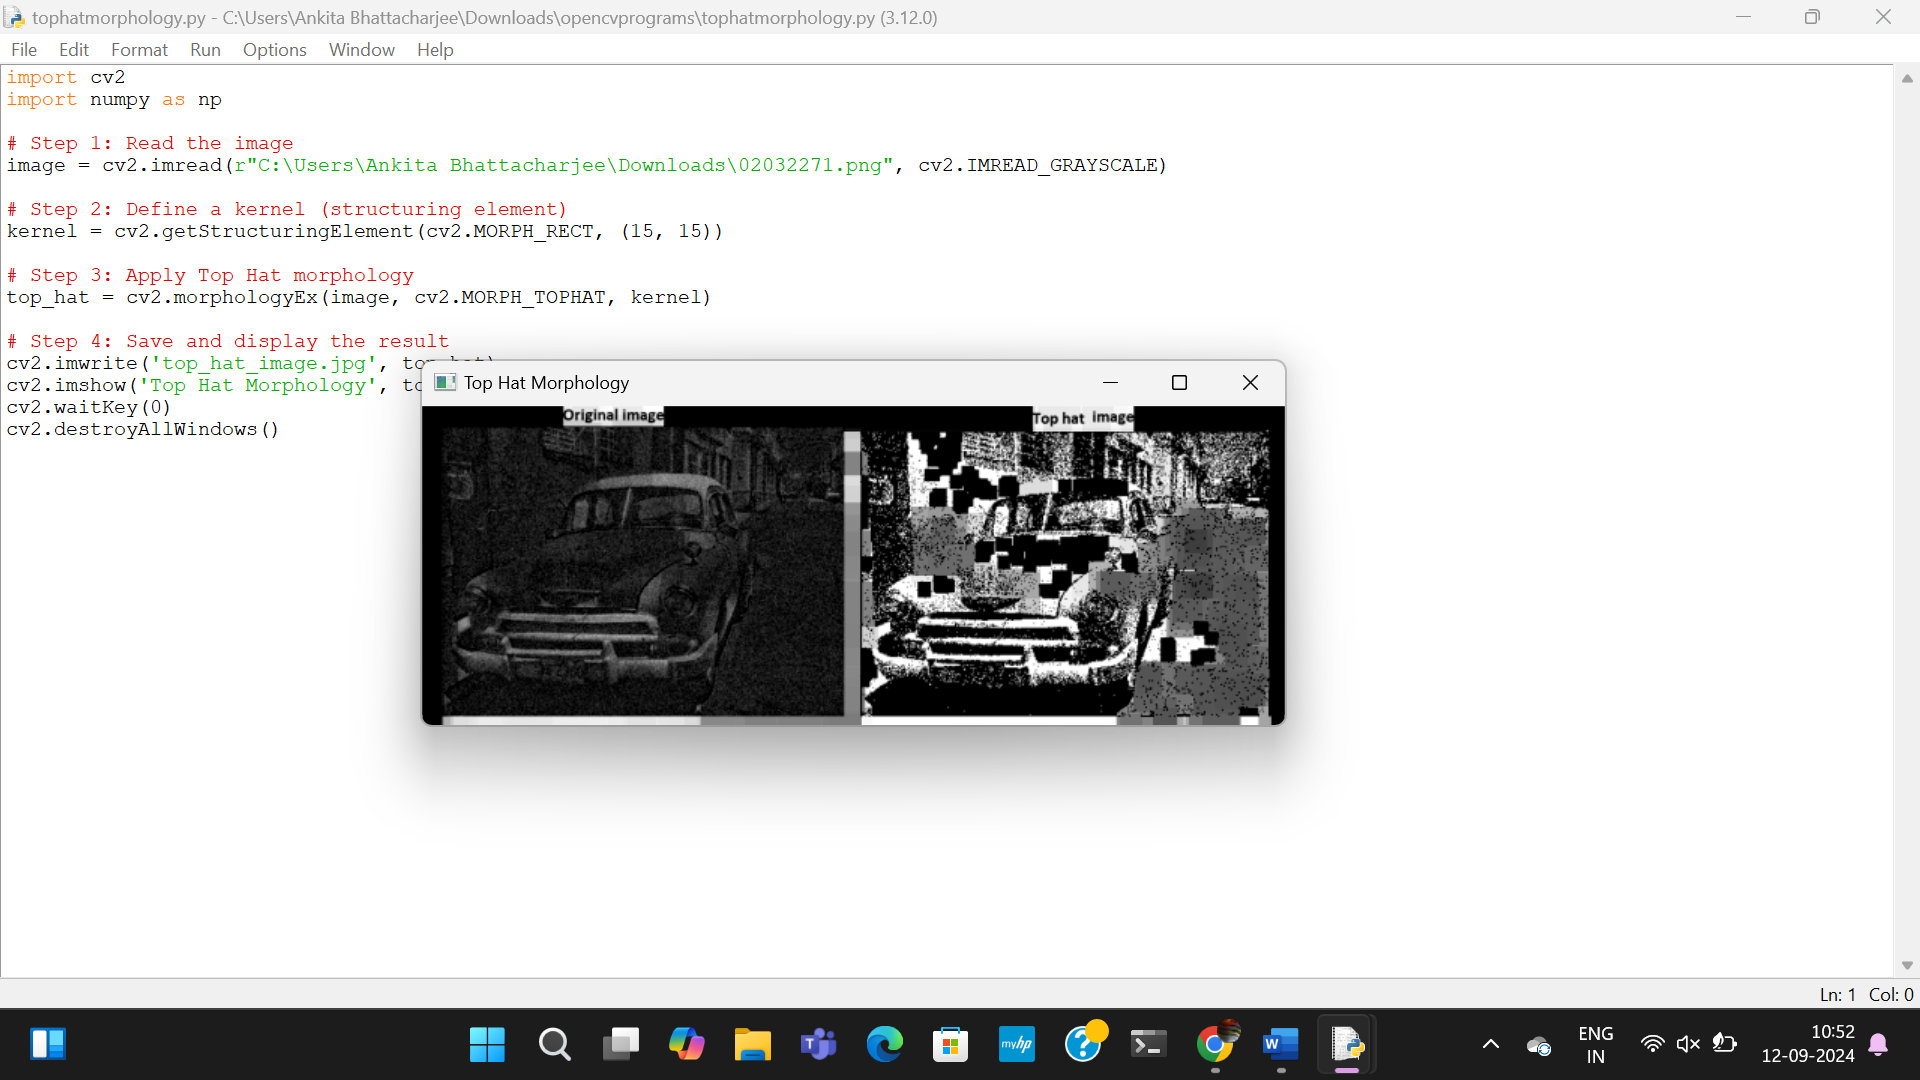 tophatmorphology.py - C:\Users\Ankita Bhattacharjee\Downloads\opencvprograms\tophatmorphology.py (3.12.0)
File Edit Format Run Options Window Help
import cv2
import numpy as np
# Step 1: Read the image
image = cv2.imread(r"C:\Users\Ankita Bhattacharjee\Downloads\02032271.png", cv2.IMREAD_GRAYSCALE)
# Step 2: Define a kernel (structuring element)
kernel = cv2.getStructuringElement(cv2.MORPH_RECT, (15, 15))
# Step 3: Apply Top Hat morphology
top_hat = cv2.morphologyEx(image, cv2.MORPH_TOPHAT, kernel)
# Step 4: Save and display the result
cv2.imwrite('top_hat_image.jpg', top_hat)
cv2.imshow('Top Hat Morphology',
cv2.waitKey(0)
cv2.destroyAllWindows()
Top Hat Morphology
Original image
Top hat image
Ln: 1 Col: 0
myhp
ENG
IN
10:52
12-09-2024